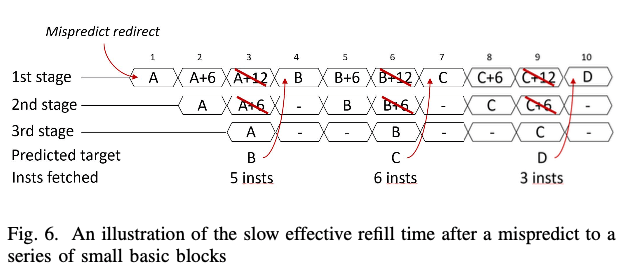 Mispredict redirect
1 2 3 4 5 6 7 8 9 10
1st stage A A+6 A+12 B B+6 B+12 C C+6 C+12 D
2nd stage A A+6 - B B+6 - C C+6 -
3rd stage A - - B - - C -
Predicted target B C D
Insts fetched 5 insts 6 insts 3 insts
Fig. 6. An illustration of the slow effective refill time after a mispredict to a
series of small basic blocks